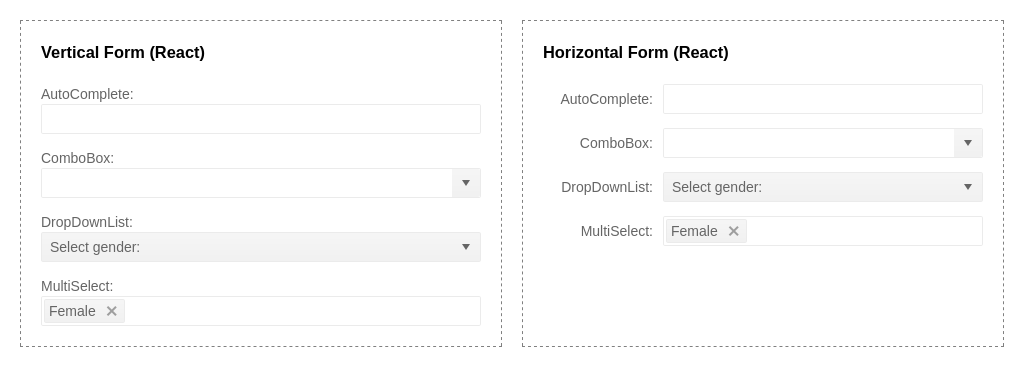 Vertical Form (React)
AutoComplete:
ComboBox:
DropDownList:
Select gender:
MultiSelect:
Female
Horizontal Form (React)
AutoComplete:
ComboBox:
DropDownList: Select gender:
MultiSelect: Female